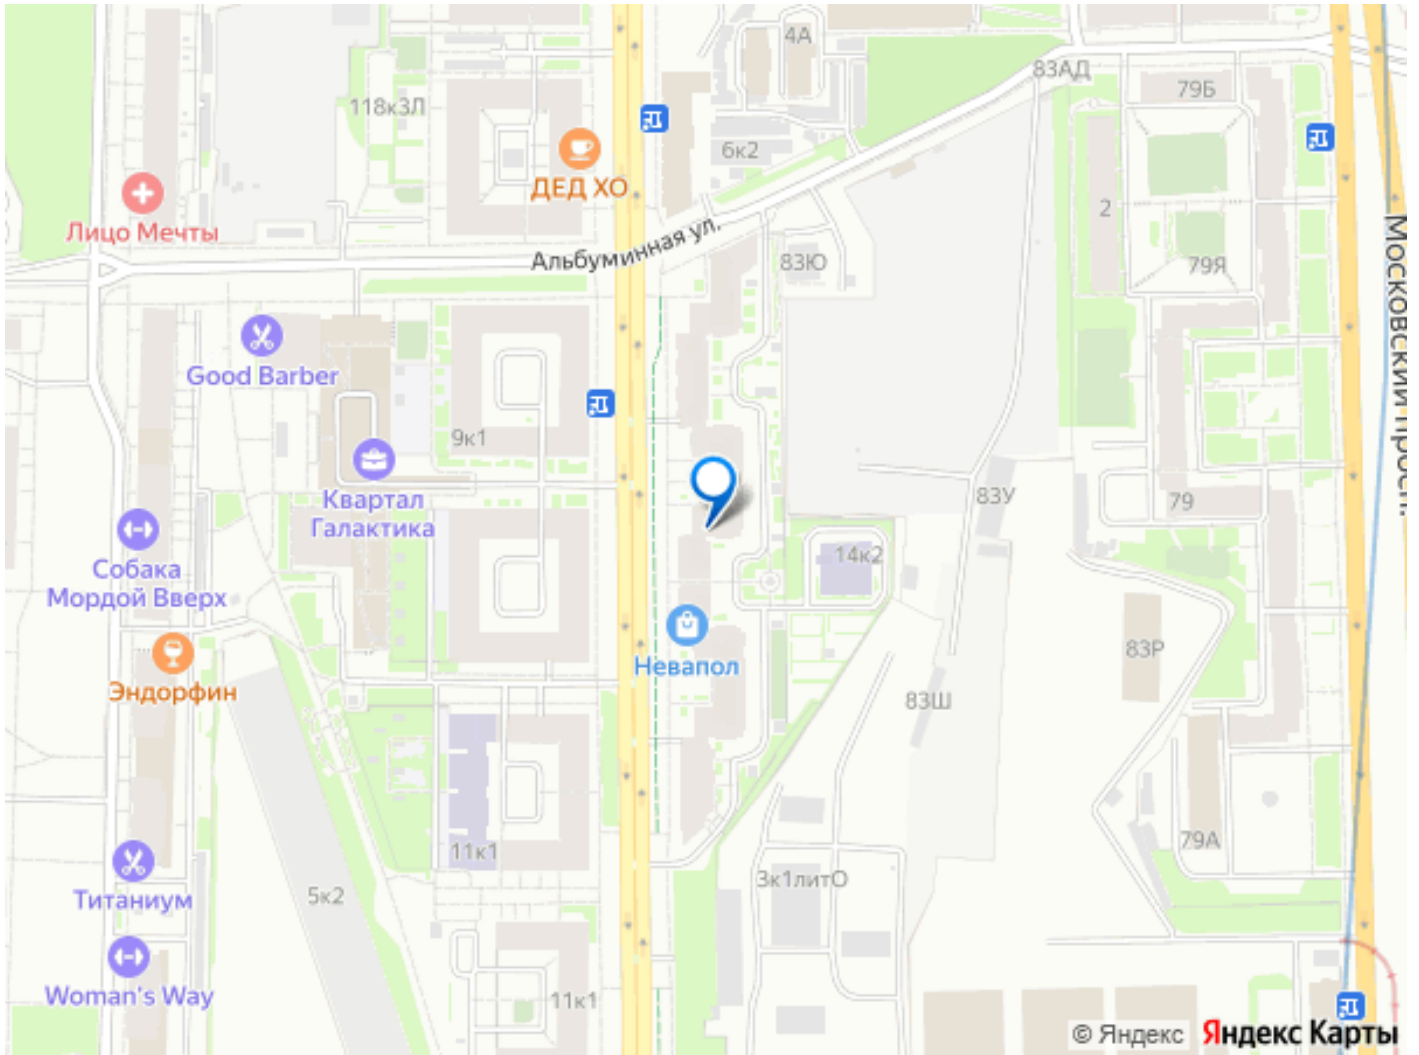 4А
83АД
79Б
118к3Л
6к2
ДЕД ХО
2
Лицо Мечты
Альбуминная ул.
83Ю
79Я
Московский просп.
Good Barber
9к1
Квартал
Галактика
83У
79
14к2
Собака
Мордой Вверх
83Р
Невапол
Эндорфин
83Ш
79А
11к1
3к1литО
5к2
Титаниум
Woman's Way
11к1
© Яндекс Яндекс Карты